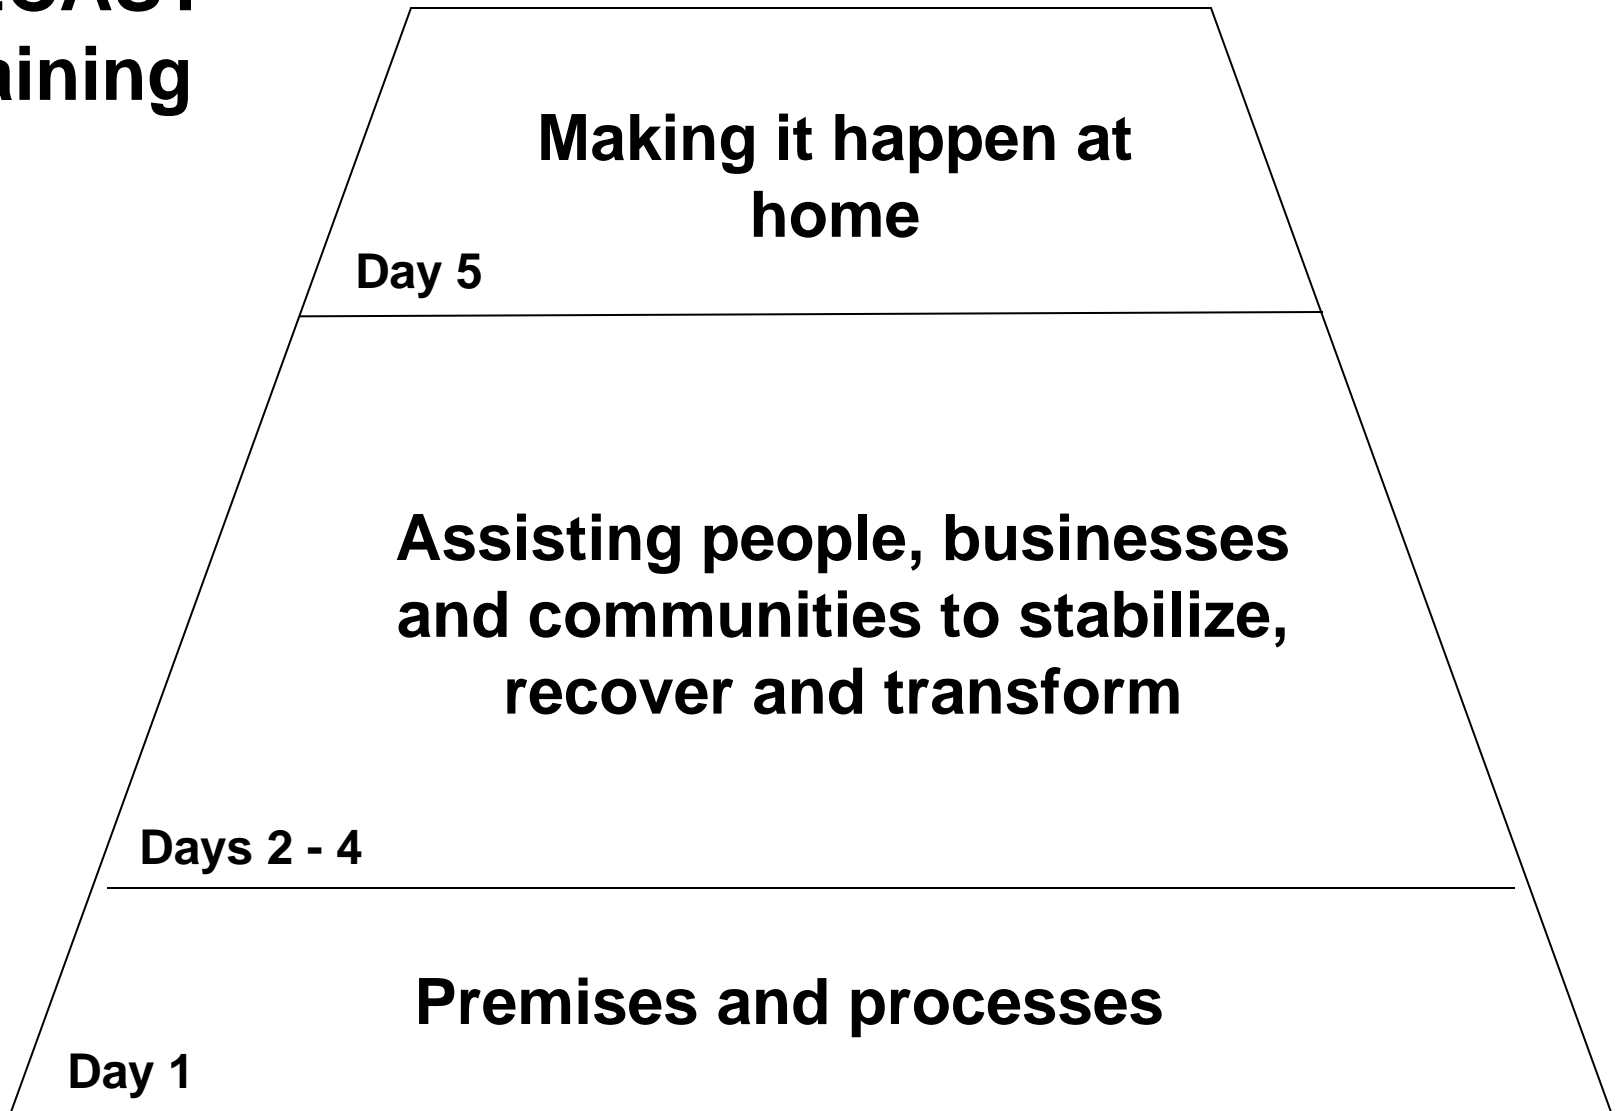 Making it happen at
home
Day 5
Assisting people, businesses
and communities to stabilize,
recover and transform
Days 2 - 4
Premises and processes
Day 1